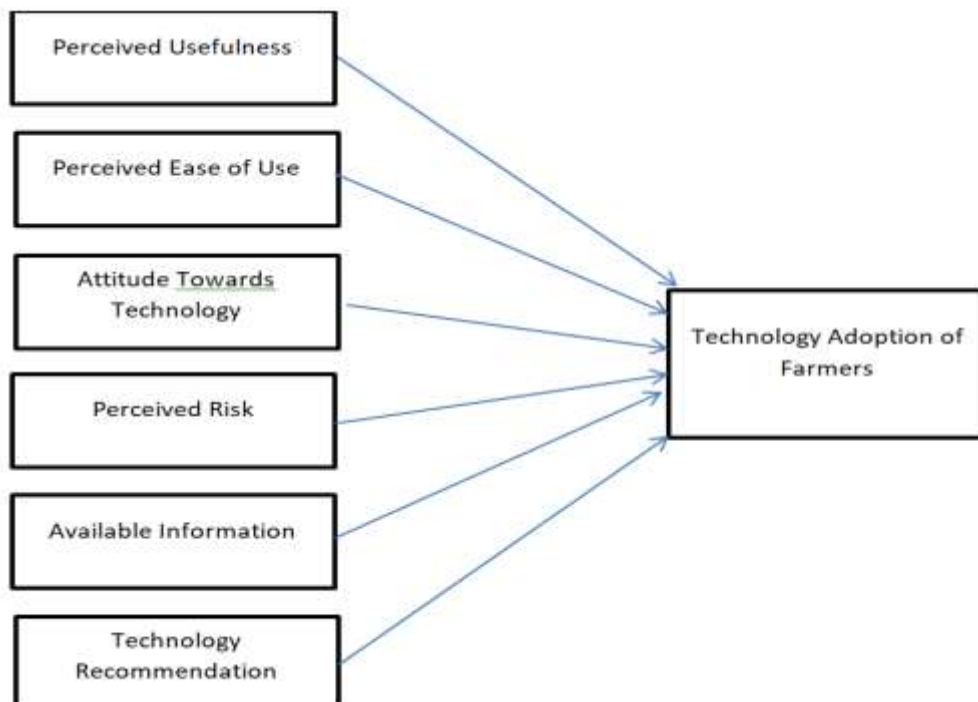 Perceived Usefulness
Perceived Ease of Use
Attitude Towards
Technology
Perceived Risk
Available Information
Technology
Recommendation
Technology Adoption of
Farmers